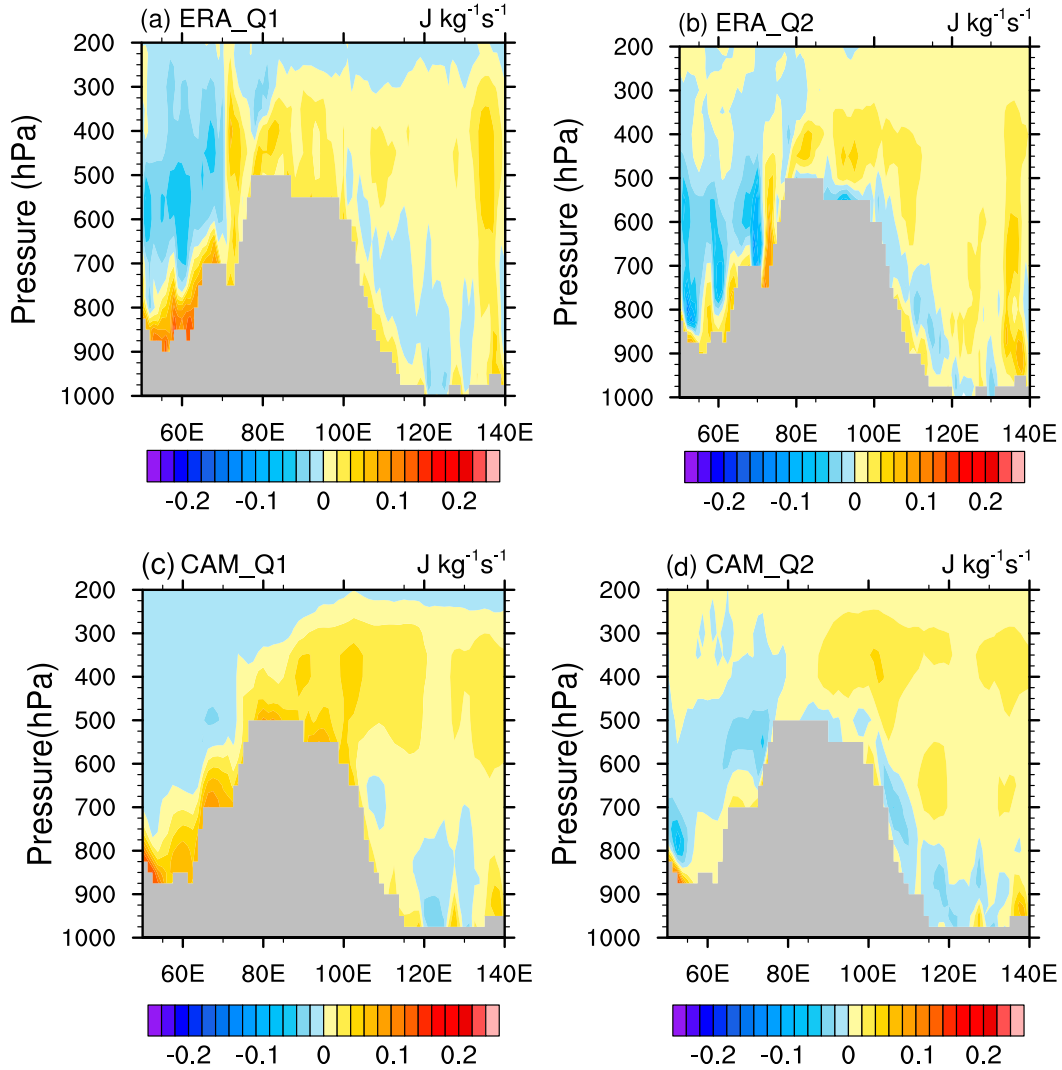 (a) ERA_Q1 J kg⁻¹s⁻¹
Pressure (hPa)
200
300
400
500
600
700
800
900
1000
60E 80E 100E 120E 140E
-0.2 -0.1 0 0.1 0.2
(b) ERA_Q2 J kg⁻¹s⁻¹
Pressure (hPa)
200
300
400
500
600
700
800
900
1000
60E 80E 100E 120E 140E
-0.2 -0.1 0 0.1 0.2
(c) CAM_Q1 J kg⁻¹s⁻¹
Pressure(hPa)
200
300
400
500
600
700
800
900
1000
60E 80E 100E 120E 140E
-0.2 -0.1 0 0.1 0.2
(d) CAM_Q2 J kg⁻¹s⁻¹
Pressure(hPa)
200
300
400
500
600
700
800
900
1000
60E 80E 100E 120E 140E
-0.2 -0.1 0 0.1 0.2